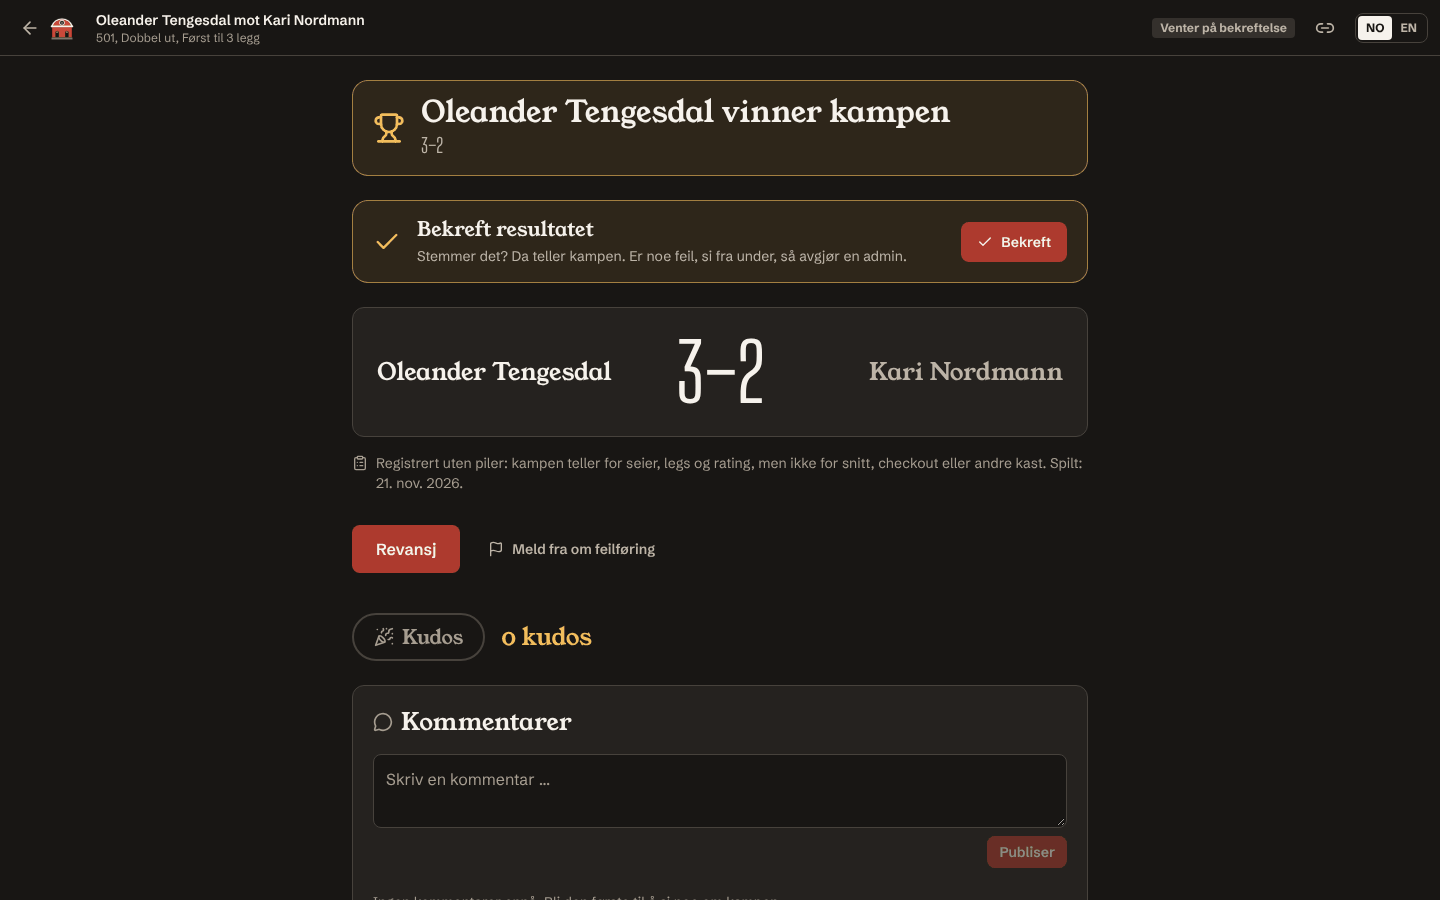 Oleander Tengesdal mot Kari Nordmann
501, Dobbel ut, Først til 3 legg
Venter på bekreftelse
NO EN
Oleander Tengesdal vinner kampen
3–2
Bekreft resultatet
Stemmer det? Da teller kampen. Er noe feil, si fra under, så avgjør en admin.
Bekreft
Oleander Tengesdal
3–2
Kari Nordmann
Registrert uten piler: kampen teller for seier, legs og rating, men ikke for snitt, checkout eller andre kast. Spilt:
21. nov. 2026.
Revansj
Meld fra om feilføring
Kudos
0 kudos
Kommentarer
Skriv en kommentar ...
Publiser